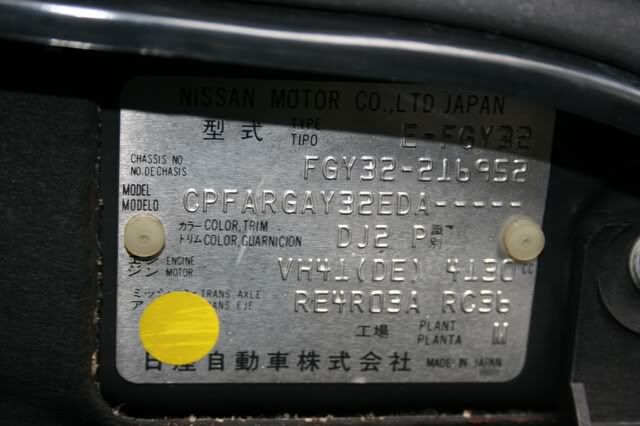 NISSAN MOTOR CO.,LTD.JAPAN
型式 TYPE TIPO E-FGY32
CHASSIS NO NO DE CHASIS FGY32-216952
MODEL MODELO CPFARGAY32EDA-----
カラー COLOR, TRIM トリム COLOR, GUARNICION DJ2 P
エンジン ENGINE MOTOR VH41(DE) 4130 CC
ミッション TRANS AXLE TRANS EJE RE4R03A RC36
工場 PLANT PLANTA M
日産自動車株式会社 MADE IN JAPAN